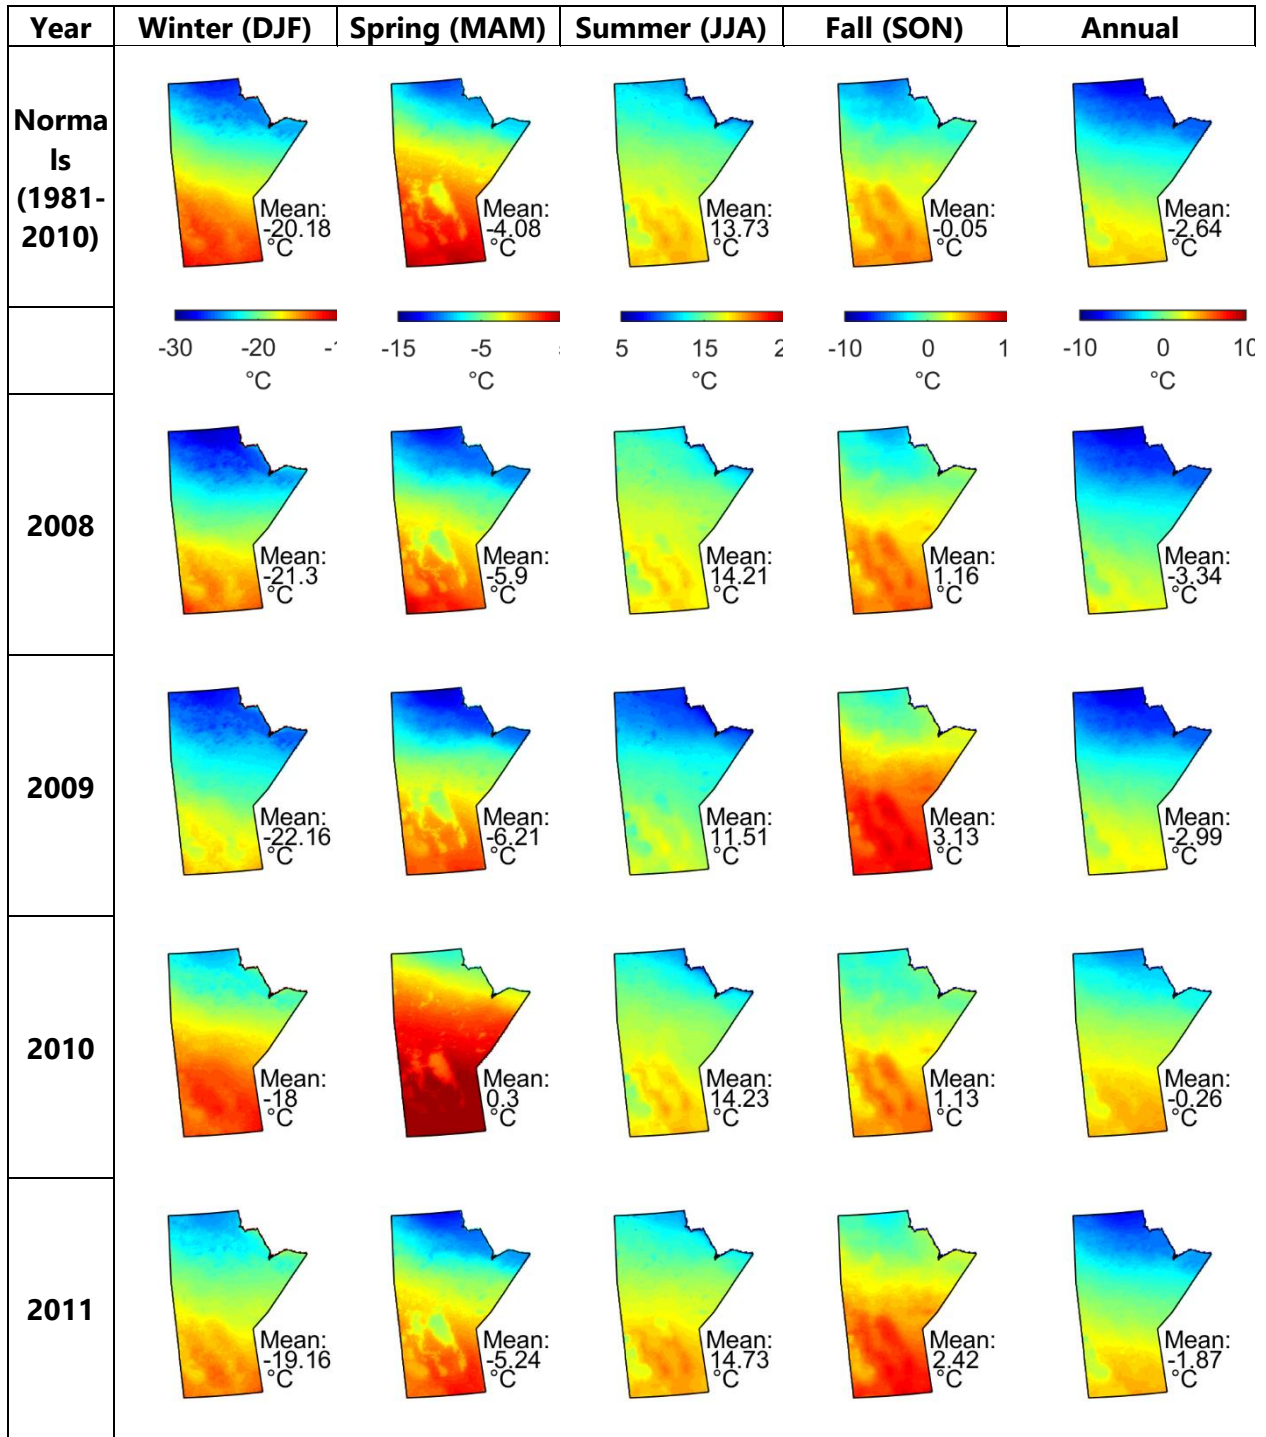 Year Winter (DJF) Spring (MAM) Summer (JJA) Fall (SON) Annual
Norma
ls
(1981-
2010)
Mean: Mean: Mean: Mean: Mean:
-20.18 -4.08 13.73 -0.05 -2.64
°C °C °C °C °C
-30 -20 -1 -15 -5 5 15 2 -10 0 1 -10 0 10
°C °C °C °C °C
2008
Mean: Mean: Mean: Mean: Mean:
-21.3 -5.9 14.21 1.16 -3.34
°C °C °C °C °C
2009
Mean: Mean: Mean: Mean: Mean:
-22.16 -6.21 11.51 3.13 -2.99
°C °C °C °C °C
2010
Mean: Mean: Mean: Mean: Mean:
-18 0.3 14.23 1.13 -0.26
°C °C °C °C °C
2011
Mean: Mean: Mean: Mean: Mean:
-19.16 -5.24 14.73 2.42 -1.87
°C °C °C °C °C